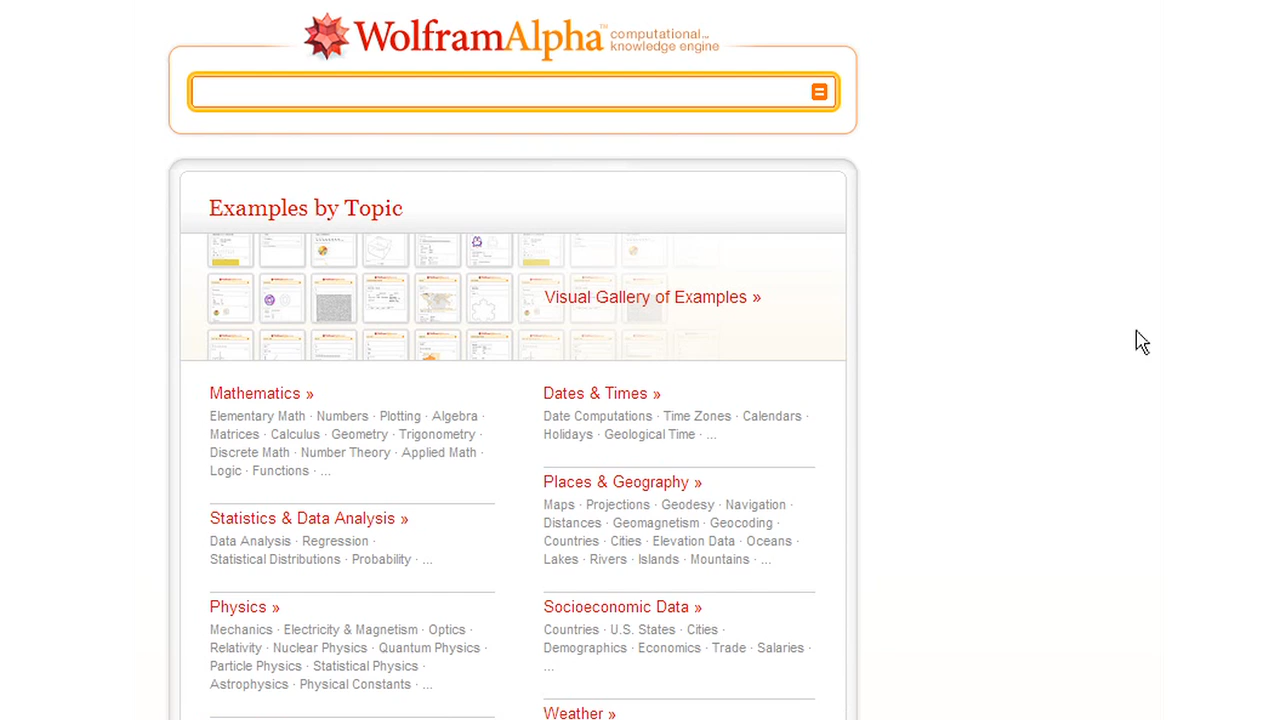 WolframAlpha™ computational... knowledge engine
Examples by Topic
Visual Gallery of Examples »
Mathematics »
Elementary Math · Numbers · Plotting · Algebra ·
Matrices · Calculus · Geometry · Trigonometry ·
Discrete Math · Number Theory · Applied Math ·
Logic · Functions · ...
Statistics & Data Analysis »
Data Analysis · Regression ·
Statistical Distributions · Probability · ...
Physics »
Mechanics · Electricity & Magnetism · Optics ·
Relativity · Nuclear Physics · Quantum Physics ·
Particle Physics · Statistical Physics ·
Astrophysics · Physical Constants · ...
Dates & Times »
Date Computations · Time Zones · Calendars ·
Holidays · Geological Time · ...
Places & Geography »
Maps · Projections · Geodesy · Navigation ·
Distances · Geomagnetism · Geocoding ·
Countries · Cities · Elevation Data · Oceans ·
Lakes · Rivers · Islands · Mountains · ...
Socioeconomic Data »
Countries · U.S. States · Cities ·
Demographics · Economics · Trade · Salaries ·
...
Weather »